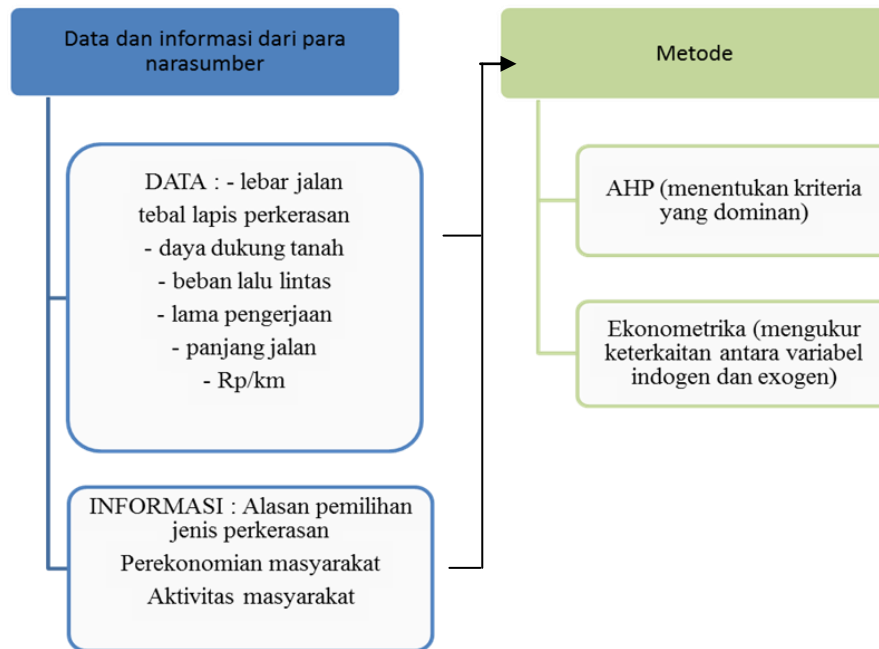 Data dan informasi dari para
narasumber
DATA : - lebar jalan
tebal lapis perkerasan
- daya dukung tanah
- beban lalu lintas
- lama pengerjaan
- panjang jalan
- Rp/km
INFORMASI : Alasan pemilihan
jenis perkerasan
Perekonomian masyarakat
Aktivitas masyarakat
Metode
AHP (menentukan kriteria
yang dominan)
Ekonometrika (mengukur
keterkaitan antara variabel
indogen dan exogen)